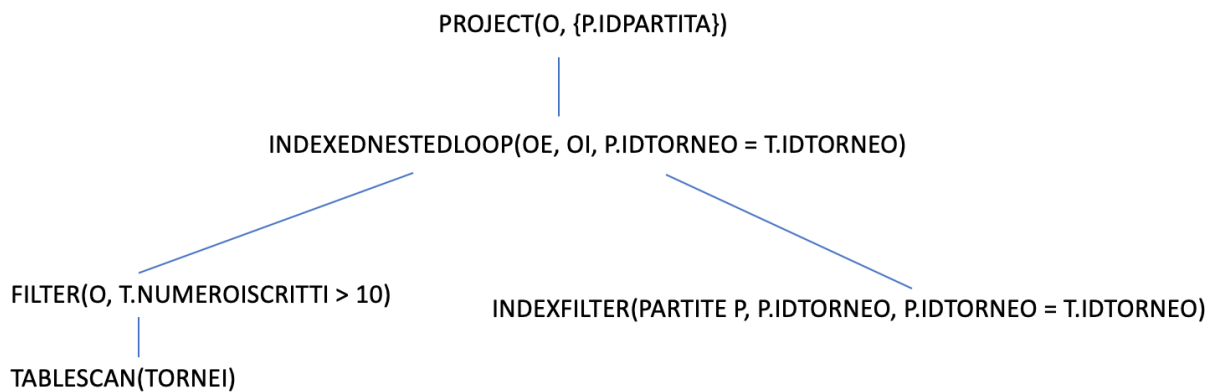 PROJECT(O, {P.IDPARTITA})
INDEXEDNESTEDLOOP(OE, OI, P.IDTORNEO = T.IDTORNEO)
FILTER(O, T.NUMEROISCRITTI > 10)
INDEXFILTER(PARTITE P, P.IDTORNEO, P.IDTORNEO = T.IDTORNEO)
TABLESCAN(TORNEI)